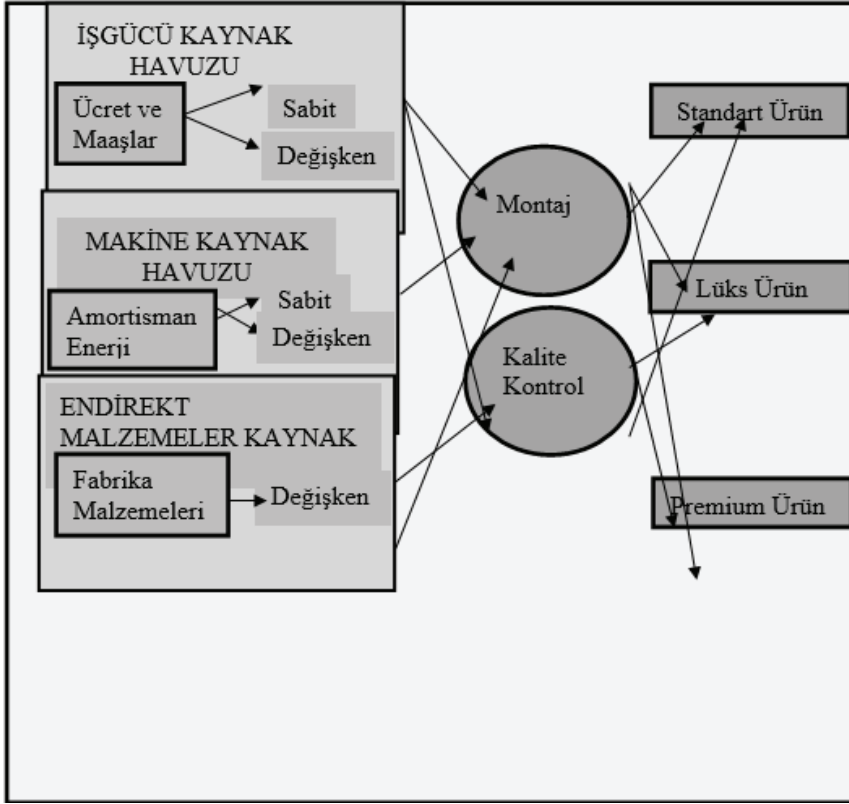 İŞGÜCÜ KAYNAK
HAVUZU
Ücret ve
Maaşlar
Sabit
Değişken
MAKİNE KAYNAK
HAVUZU
Amortisman
Enerji
Sabit
Değişken
ENDİREKT
MALZEMELER KAYNAK
Fabrika
Malzemeleri
Değişken
Montaj
Kalite
Kontrol
Standart Ürün
Lüks Ürün
Premium Ürün